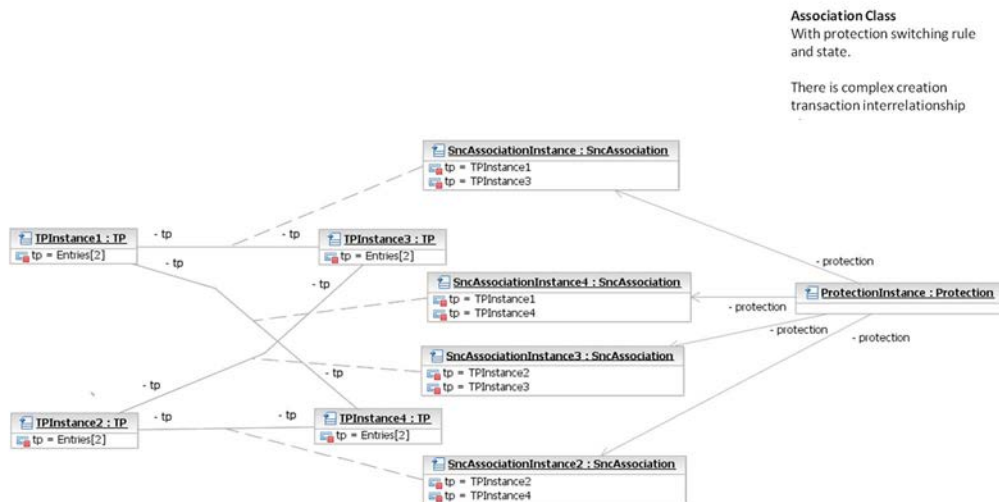 Association Class
With protection switching rule
and state.
There is complex creation
transaction interrelationship
SncAssociationInstance : SncAssociation
tp = TPInstance1
tp = TPInstance3
- tp
- tp
TPInstance1 : TP
tp = Entries[2]
TPInstance3 : TP
tp = Entries[2]
- tp
- tp
- protection
SncAssociationInstance4 : SncAssociation
tp = TPInstance1
tp = TPInstance4
ProtectionInstance : Protection
- protection
- protection
- protection
SncAssociationInstance3 : SncAssociation
tp = TPInstance2
tp = TPInstance3
- tp
- tp
- tp
- tp
TPInstance2 : TP
tp = Entries[2]
TPInstance4 : TP
tp = Entries[2]
SncAssociationInstance2 : SncAssociation
tp = TPInstance2
tp = TPInstance4